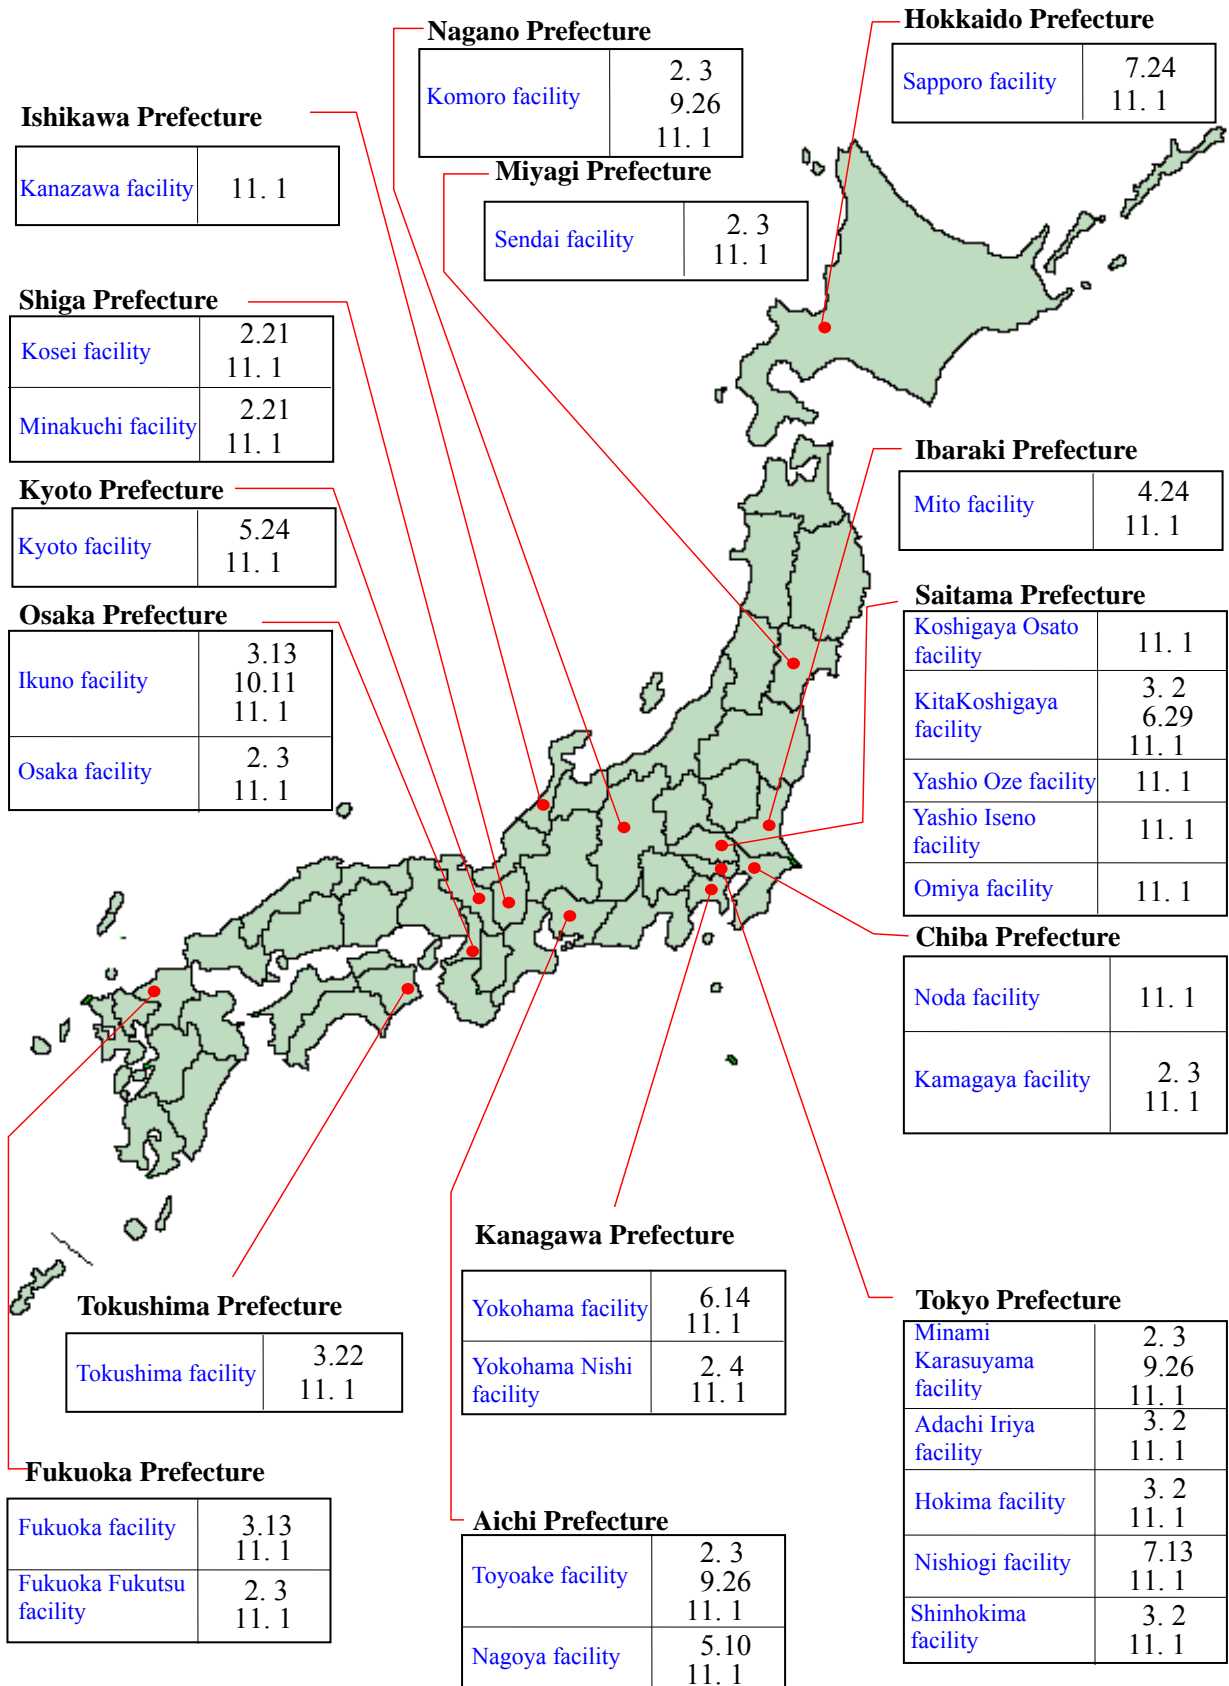 Hokkaido Prefecture
Sapporo facility
7.24
11. 1
Nagano Prefecture
Komoro facility
2. 3
9.26
11. 1
Ishikawa Prefecture
Kanazawa facility
11. 1
Miyagi Prefecture
Sendai facility
2. 3
11. 1
Shiga Prefecture
Kosei facility
2.21
11. 1
Minakuchi facility
2.21
11. 1
Ibaraki Prefecture
Mito facility
4.24
11. 1
Kyoto Prefecture
Kyoto facility
5.24
11. 1
Osaka Prefecture
Ikuno facility
3.13
10.11
11. 1
Osaka facility
2. 3
11. 1
Saitama Prefecture
Koshigaya Osato
facility
11. 1
KitaKoshigaya
facility
3. 2
6.29
11. 1
Yashio Oze facility
11. 1
Yashio Iseno
facility
11. 1
Omiya facility
11. 1
Chiba Prefecture
Noda facility
11. 1
Kamagaya facility
2. 3
11. 1
Kanagawa Prefecture
Yokohama facility
6.14
11. 1
Yokohama Nishi
facility
2. 4
11. 1
Tokushima Prefecture
Tokushima facility
3.22
11. 1
Tokyo Prefecture
Minami
Karasuyama
facility
2. 3
9.26
11. 1
Adachi Iriya
facility
3. 2
11. 1
Hokima facility
3. 2
11. 1
Nishiogi facility
7.13
11. 1
Shinhokima
facility
3. 2
11. 1
Fukuoka Prefecture
Fukuoka facility
3.13
11. 1
Fukuoka Fukutsu
facility
2. 3
11. 1
Aichi Prefecture
Toyoake facility
2. 3
9.26
11. 1
Nagoya facility
5.10
11. 1